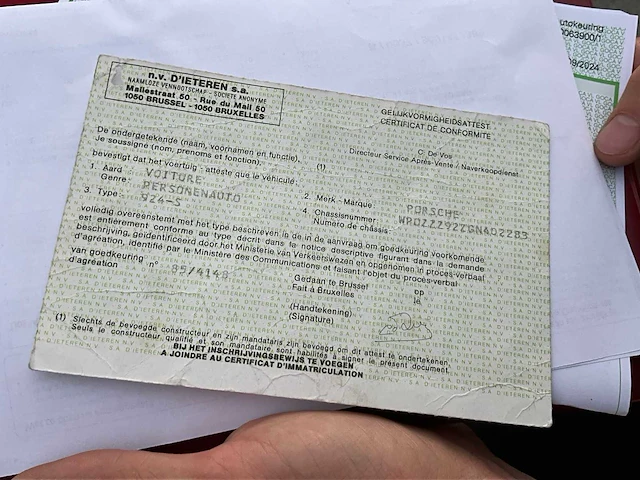 n.v. D'IETEREN s.a.
NAAMLOZE VENNOOTSCHAP - SOCIETE ANONYME
Maliestraat 50 - Rue du Mail 50
1050 BRUSSEL - 1050 BRUXELLES
GELIJKVORMIGHEIDSATTEST
CERTIFICAT DE CONFORMITE
De ondergetekende (naam, voornamen en functie),
Je soussigné (nom, prénoms et fonction),
(1)
C. De Vos
Directeur Service Après-Vente / Naverkoopdienst
bevestigt dat het voertuig - atteste que le véhicule:
1. Aard
Genre:
VOITURE
PERSONENAUTO
2. Merk - Marque:
PORSCHE
3. Type:
924-S
4. Chassisnummer
Numéro de châssis:
WPOZZZ92ZGN402283
volledig overeenstemt met het type beschreven in de in de aanvraag om goedkeuring voorkomende
est entièrement conforme au type décrit dans la notice descriptive figurant dans la demande
beschrijving, geïdentificeerd door het Ministerie van Verkeerswezen en opgenomen in proces-verbaal
d'agréation, identifié par le Ministère des Communications et faisant l'objet du procès-verbal
van goedkeuring
d'agréation
n°
85/4148
Gedaan te Brussel
Fait à Bruxelles
op
le
(Handtekening)
(Signature)
(1) Slechts de bevoegde constructeur en zijn mandataris zijn bevoegd om dit attest te ondertekenen.
Seuls le constructeur, qualifié et son mandataire sont habilités à signer le présent document.
BIJ HET INSCHRIJVINGSBEWIJS TE VOEGEN
A JOINDRE AU CERTIFICAT D'IMMATRICULATION
autokeuring
0063900/1
09/2024